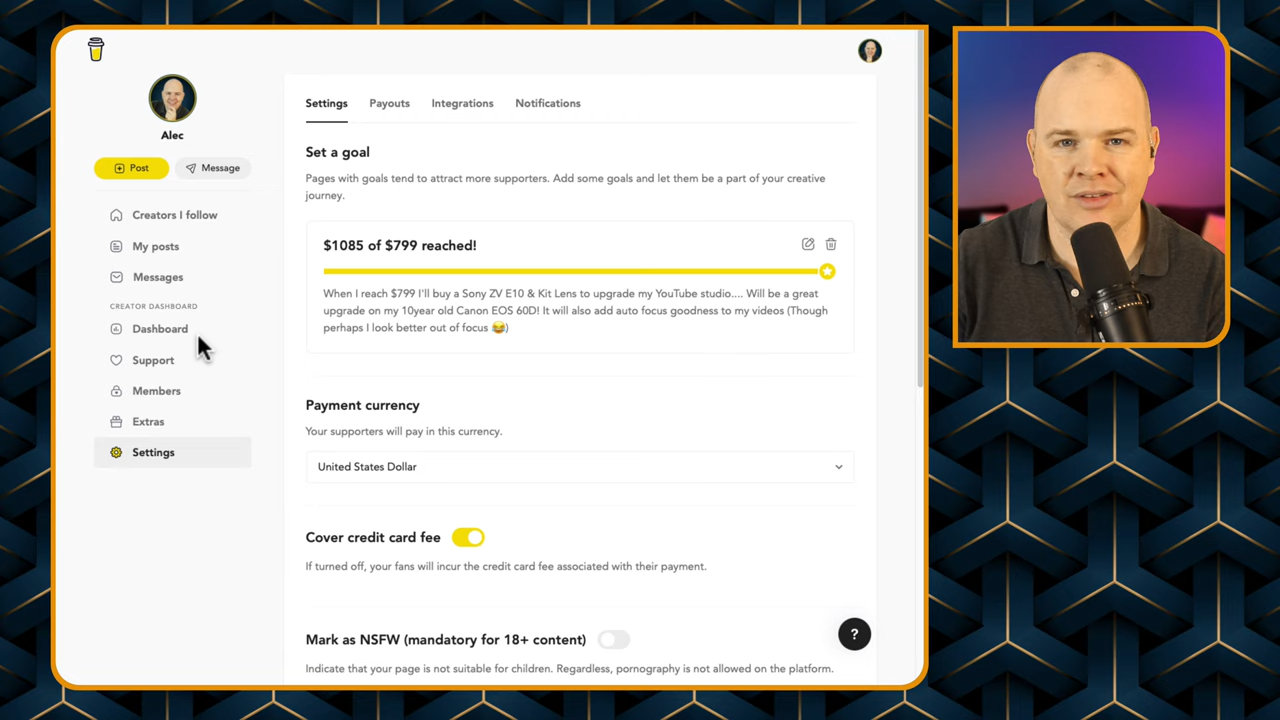 Alec
Post
Message
Creators I follow
My posts
Messages
CREATOR DASHBOARD
Dashboard
Support
Members
Extras
Settings
Settings Payouts Integrations Notifications
Set a goal
Pages with goals tend to attract more supporters. Add some goals and let them be a part of your creative
journey.
$1085 of $799 reached!
When I reach $799 I'll buy a Sony ZV E10 & Kit Lens to upgrade my YouTube studio.... Will be a great
upgrade on my 10year old Canon EOS 60D! It will also add auto focus goodness to my videos (Though
perhaps I look better out of focus 😂)
Payment currency
Your supporters will pay in this currency.
United States Dollar
Cover credit card fee
If turned off, your fans will incur the credit card fee associated with their payment.
Mark as NSFW (mandatory for 18+ content)
Indicate that your page is not suitable for children. Regardless, pornography is not allowed on the platform.
?